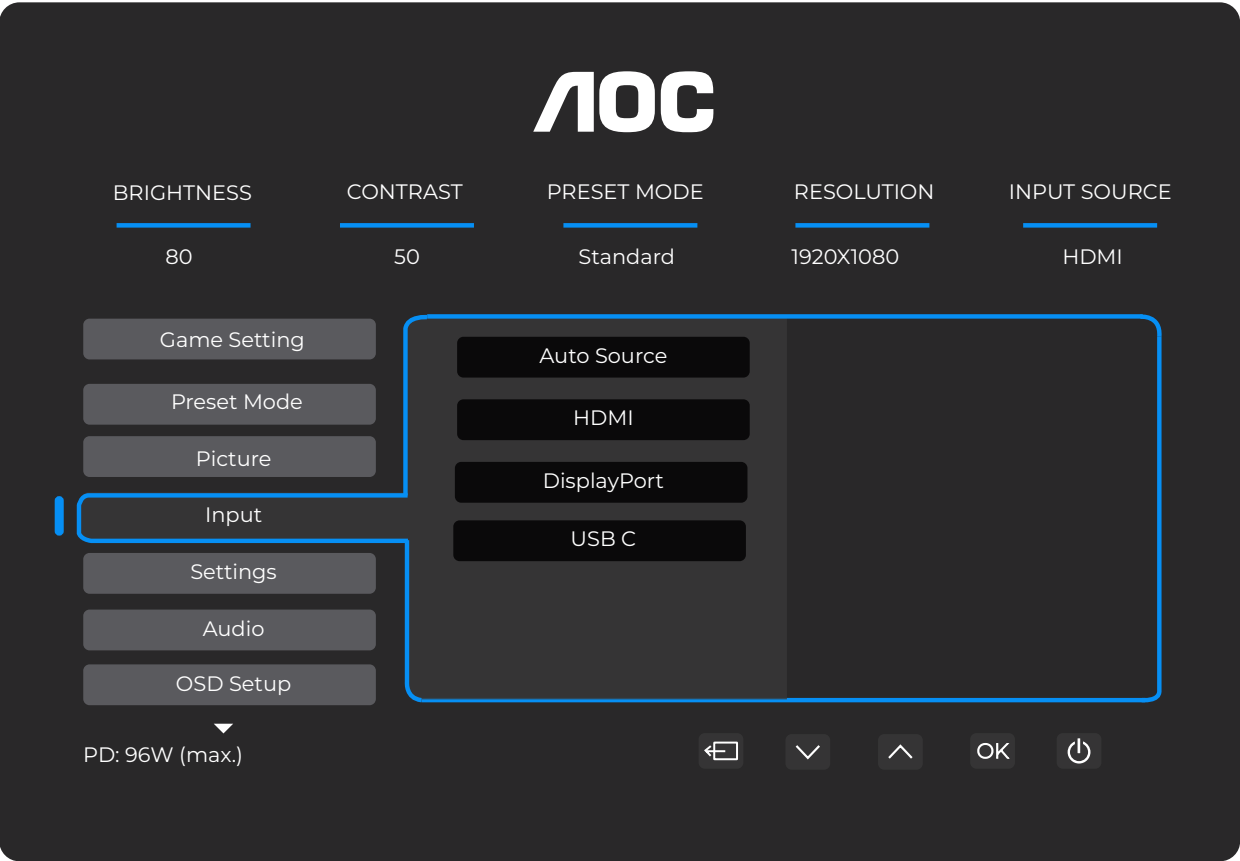 AOC
BRIGHTNESS
CONTRAST
PRESET MODE
RESOLUTION
INPUT SOURCE
80
50
Standard
1920X1080
HDMI
Game Setting
Preset Mode
Picture
Input
Settings
Audio
OSD Setup
Auto Source
HDMI
DisplayPort
USB C
PD: 96W (max.)
OK